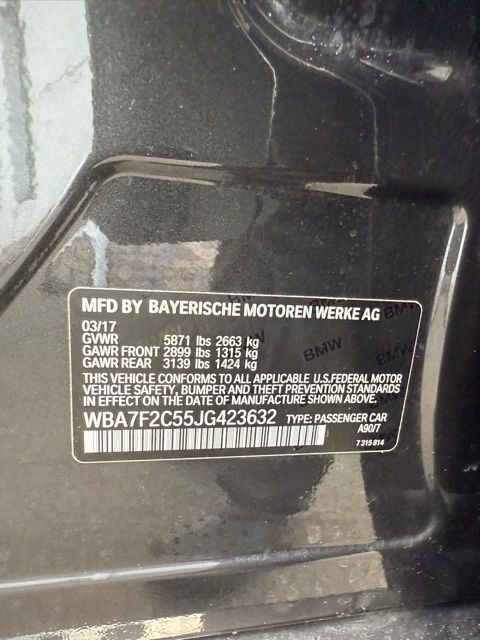 MFD BY BAYERISCHE MOTOREN WERKE AG
03/17
GVWR 5871 lbs 2663 kg
GAWR FRONT 2899 lbs 1315 kg
GAWR REAR 3139 lbs 1424 kg
THIS VEHICLE CONFORMS TO ALL APPLICABLE U.S.FEDERAL MOTOR
VEHICLE SAFETY, BUMPER AND THEFT PREVENTION STANDARDS
IN EFFECT ON THE DATE OF MANUFACTURE SHOWN ABOVE.
WBA7F2C55JG423632 TYPE: PASSENGER CAR
A90/7
7 315 814
BMW
BMW